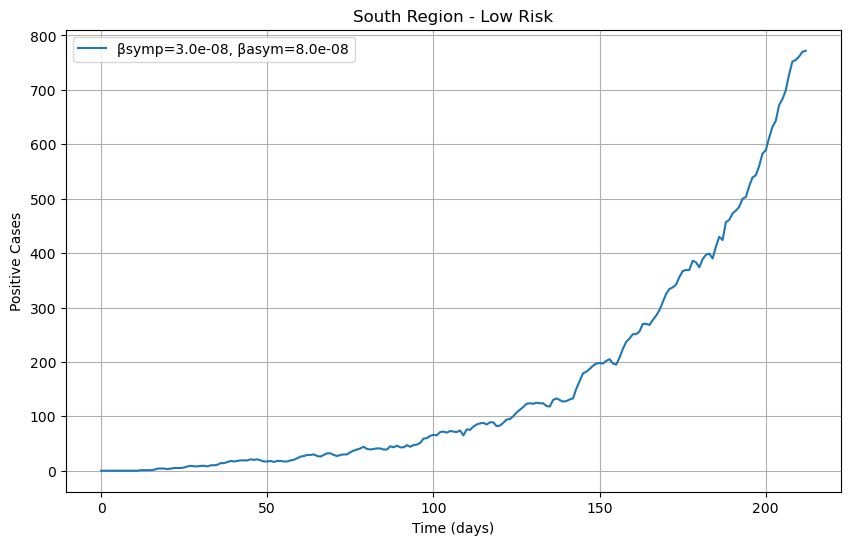 South Region - Low Risk
βsymp=3.0e-08, βasym=8.0e-08
Positive Cases
800
700
600
500
400
300
200
100
0
0 50 100 150 200
Time (days)